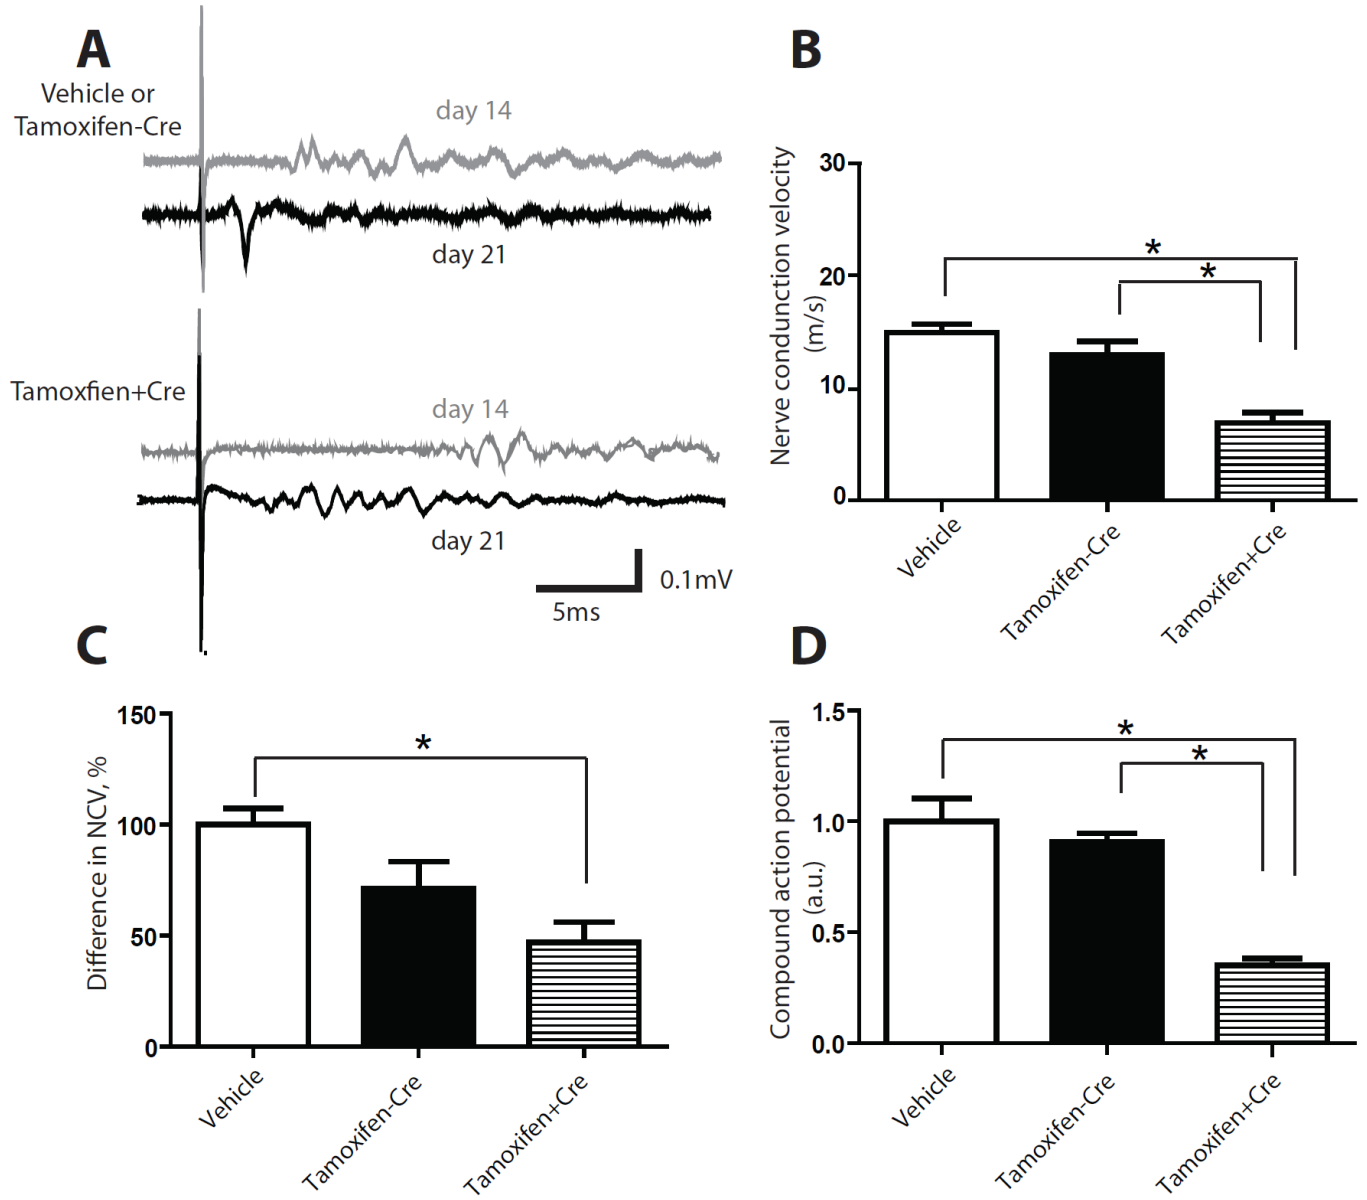 A
Vehicle or
Tamoxifen-Cre
day 14
day 21
Tamoxfien+Cre
day 14
day 21
0.1mV
5ms
B
Nerve condunction velocity
(m/s)
30
20
10
0
*
*
Vehicle
Tamoxifen-Cre
Tamoxifen+Cre
C
Difference in NCV, %
150
100
50
0
*
Vehicle
Tamoxifen-Cre
Tamoxifen+Cre
D
Compound action potential
(a.u.)
1.5
1.0
0.5
0.0
*
*
Vehicle
Tamoxifen-Cre
Tamoxifen+Cre